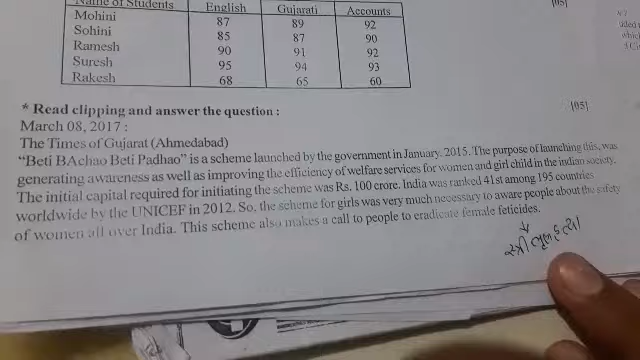 Name of Students English Gujarati Accounts
Mohini 87 89 92
Sohini 85 87 90
Ramesh 90 91 92
Suresh 95 94 93
Rakesh 68 65 60
[05]
* Read clipping and answer the question : [05]
March 08, 2017 :
The Times of Gujarat (Ahmedabad)
“Beti BAchao Beti Padhao” is a scheme launched by the government in January. 2015. The purpose of launching this, was
generating awareness as well as improving the efficiency of welfare services for women and girl child in the indian society.
The initial capital required for initiating the scheme was Rs. 100 crore. India was ranked 41st among 195 countries
worldwide by the UNICEF in 2012. So, the scheme for girls was very much necessary to aware people about the safety
of women all over India. This scheme also makes a call to people to eradicate female feticides.
સ્ત્રી ભ્રૂણ હત્યા